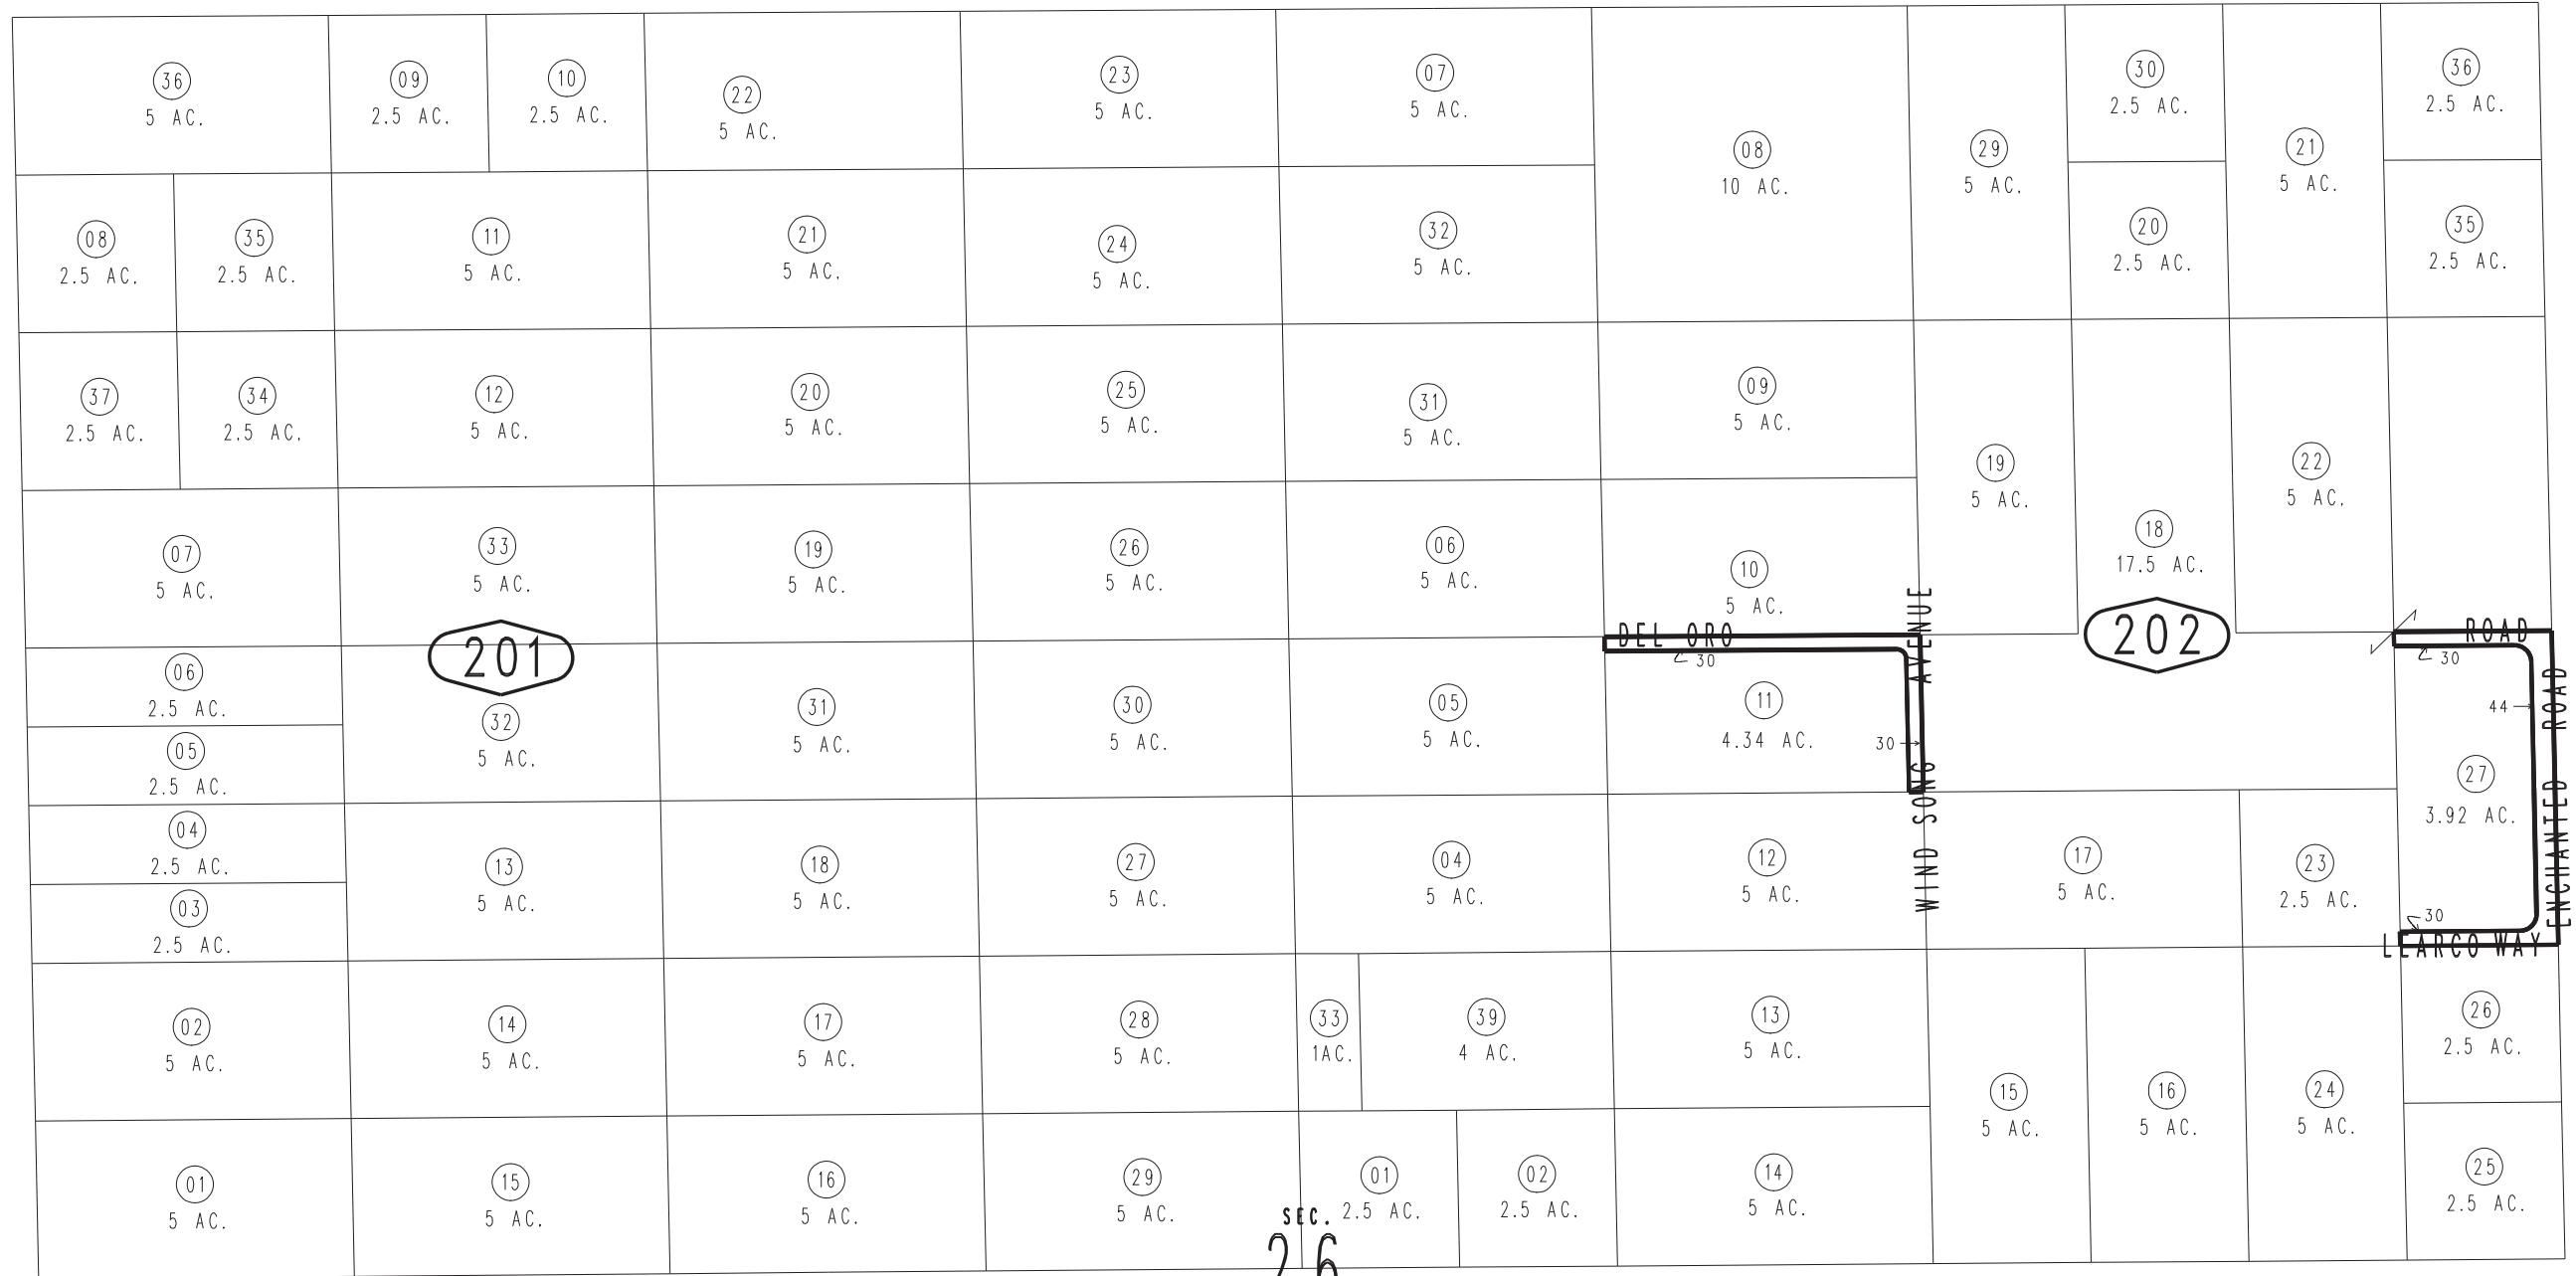 36
5 AC.
09
2.5 AC.
10
2.5 AC.
22
5 AC.
23
5 AC.
07
5 AC.
08
10 AC.
29
5 AC.
30
2.5 AC.
21
5 AC.
36
2.5 AC.
08
2.5 AC.
35
2.5 AC.
11
5 AC.
21
5 AC.
24
5 AC.
32
5 AC.
20
2.5 AC.
35
2.5 AC.
37
2.5 AC.
34
2.5 AC.
12
5 AC.
20
5 AC.
25
5 AC.
31
5 AC.
09
5 AC.
19
5 AC.
18
17.5 AC.
22
5 AC.
07
5 AC.
33
5 AC.
19
5 AC.
26
5 AC.
06
5 AC.
10
5 AC.
201
202
DEL ORO
ROAD
30
30
WIND SONG AVENUE
30
44
ENCHANTED ROAD
06
2.5 AC.
05
2.5 AC.
32
5 AC.
31
5 AC.
30
5 AC.
05
5 AC.
11
4.34 AC.
27
3.92 AC.
04
2.5 AC.
03
2.5 AC.
13
5 AC.
18
5 AC.
27
5 AC.
04
5 AC.
12
5 AC.
17
5 AC.
23
2.5 AC.
30
LEARCO WAY
02
5 AC.
14
5 AC.
17
5 AC.
28
5 AC.
33
1AC.
39
4 AC.
13
5 AC.
15
5 AC.
16
5 AC.
24
5 AC.
26
2.5 AC.
01
5 AC.
15
5 AC.
16
5 AC.
29
5 AC.
01
2.5 AC.
02
2.5 AC.
14
5 AC.
25
2.5 AC.
SEC.
26